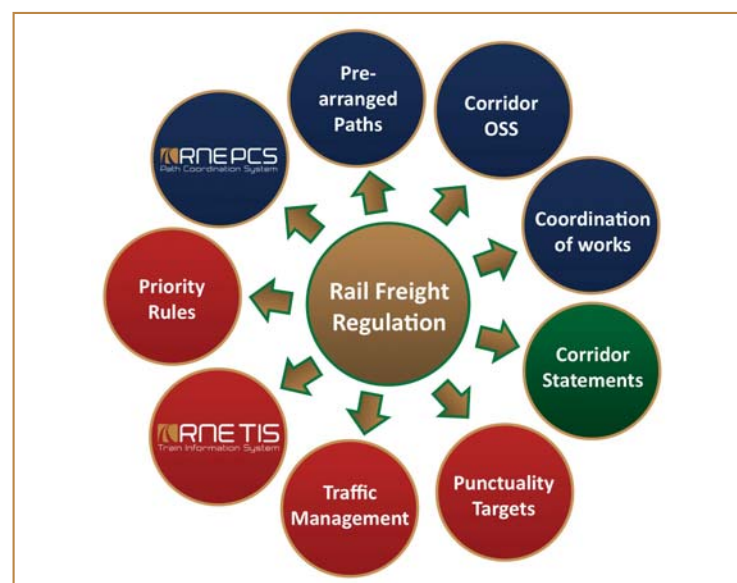 Pre-
arranged
Paths
Corridor
OSS
Coordination
of works
Corridor
Statements
Punctuality
Targets
Traffic
Management
RNE TIS
Train Information System
Priority
Rules
RNE PCS
Path Coordination System
Rail Freight
Regulation